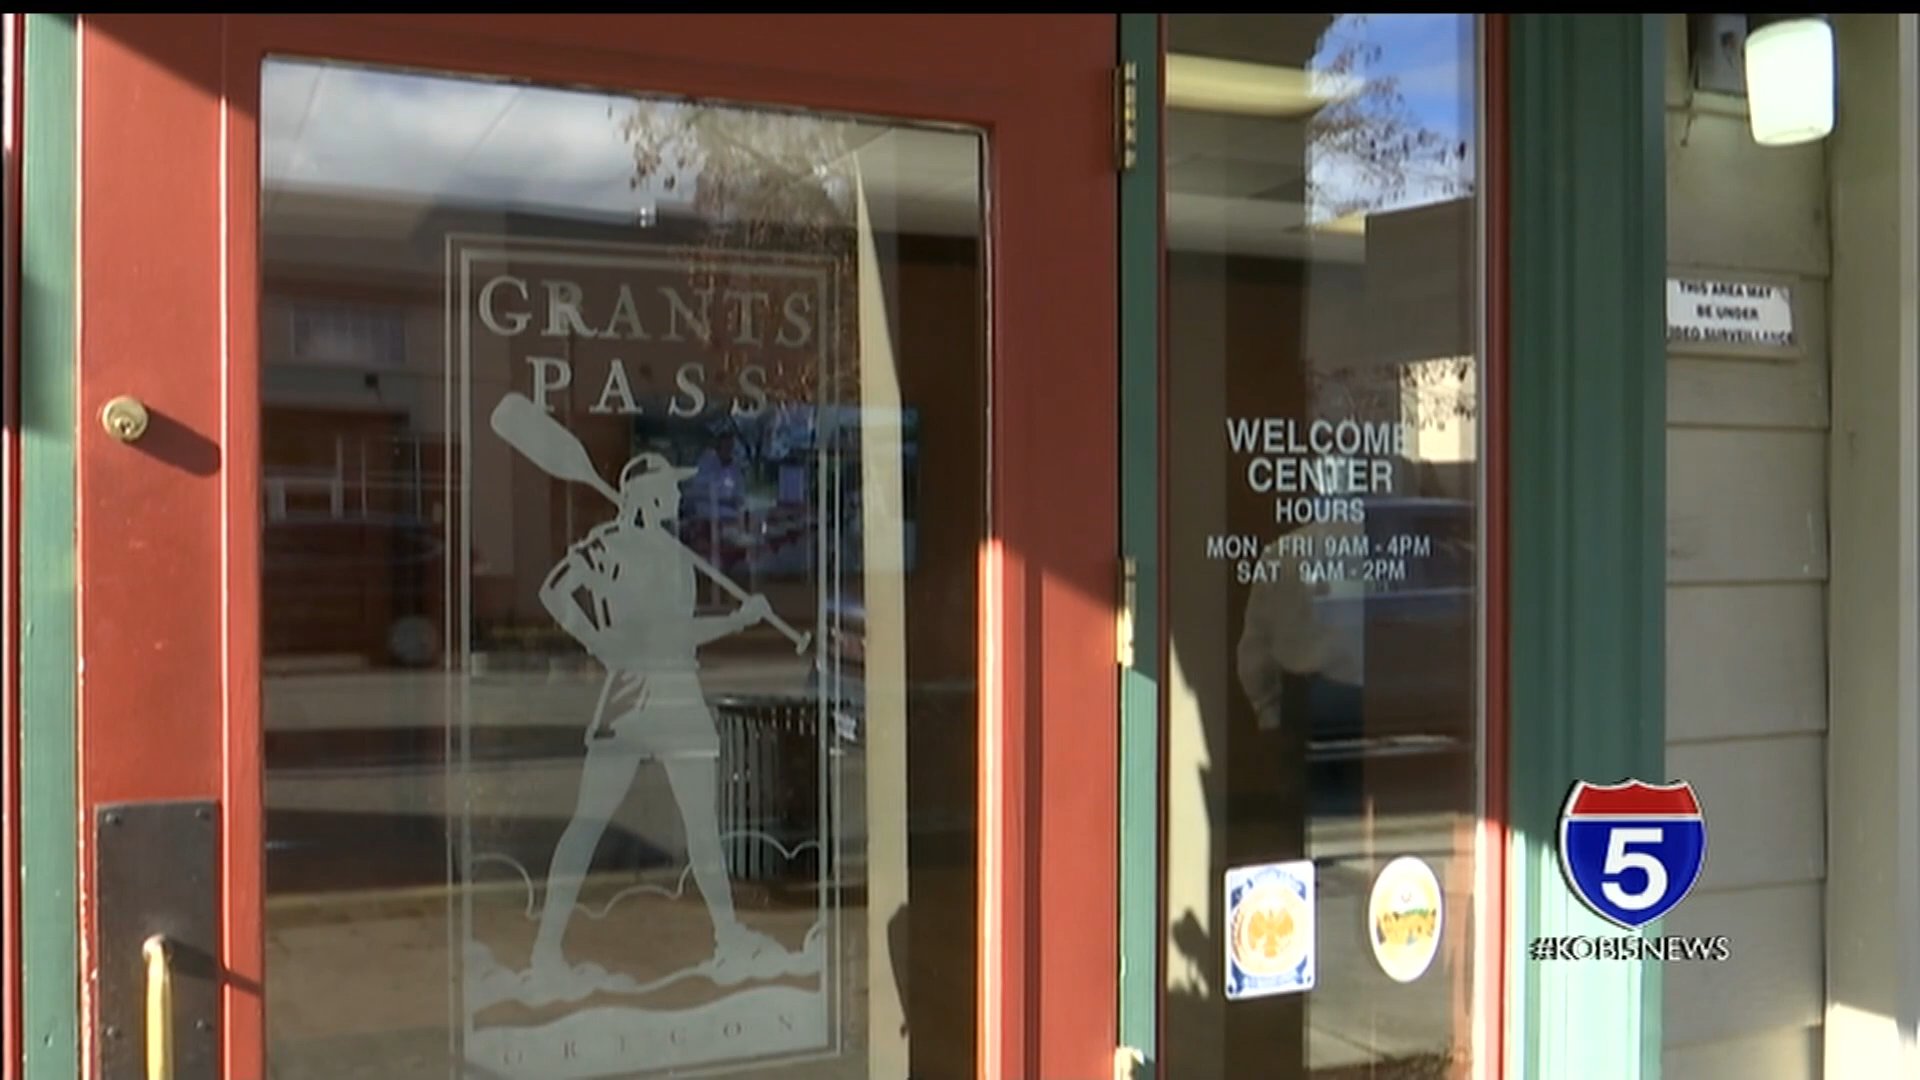 GRANTS
PASS
OREGON
WELCOME
CENTER
HOURS
MON - FRI 9AM - 4PM
SAT 9AM - 2PM
THIS AREA MAY
BE UNDER
VIDEO SURVEILLANCE
5
#KOBI5NEWS